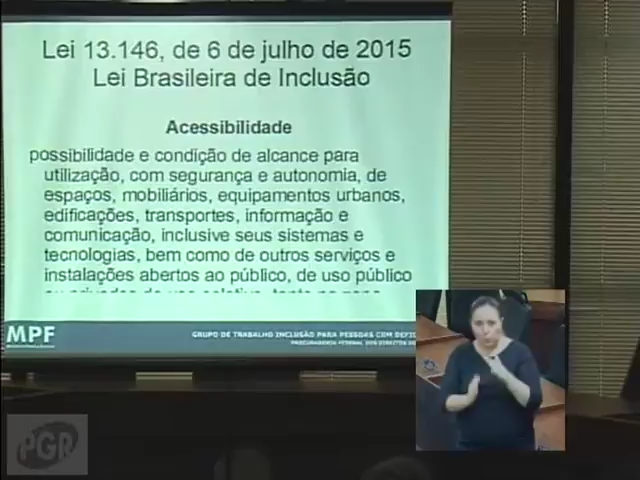 Lei 13.146, de 6 de julho de 2015
Lei Brasileira de Inclusão
Acessibilidade
possibilidade e condição de alcance para
utilização, com segurança e autonomia, de
espaços, mobiliários, equipamentos urbanos,
edificações, transportes, informação e
comunicação, inclusive seus sistemas e
tecnologias, bem como de outros serviços e
instalações abertos ao público, de uso público
MPF
GRUPO DE TRABALHO INCLUSÃO PARA PESSOAS COM
PROCURADORIA FEDERAL DOS DIREITOS
PGR